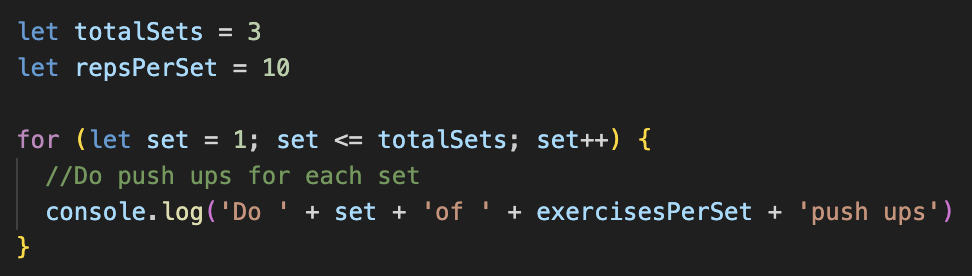 let totalSets = 3
let repsPerSet = 10
for (let set = 1; set <= totalSets; set++) {
//Do push ups for each set
console.log('Do ' + set + 'of ' + exercisesPerSet + 'push ups')
}